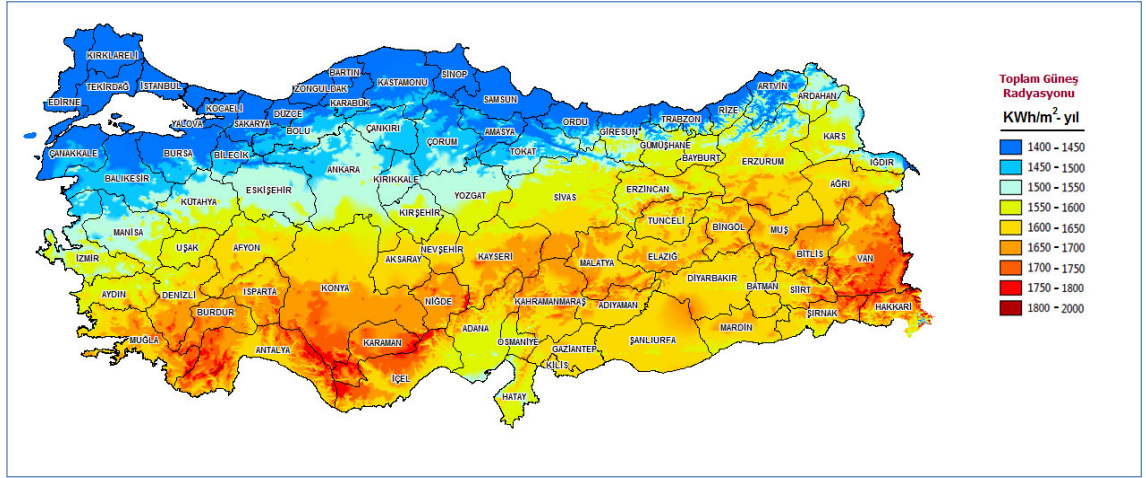 KIRKLARELİ
TEKİRDAĞ
İSTANBUL
EDİRNE
KOCAELİ
YALOVA
SAKARYA
DÜZCE
ZONGULDAK
BARTIN
KARABÜK
KASTAMONU
SİNOP
SAMSUN
BOLU
ÇANKIRI
ÇORUM
AMASYA
TOKAT
ORDU
GİRESUN
TRABZON
RİZE
ARTVİN
ARDAHAN
GÜMÜŞHANE
BAYBURT
ERZURUM
KARS
IĞDIR
AĞRI
ÇANAKKALE
BALIKESİR
BURSA
BİLECİK
KÜTAHYA
ESKİŞEHİR
ANKARA
KIRIKKALE
KIRŞEHİR
YOZGAT
SİVAS
ERZİNCAN
TUNCELİ
BİNGÖL
MUŞ
BİTLİS
VAN
MANİSA
İZMİR
UŞAK
AFYON
AKSARAY
NEVŞEHİR
KAYSERİ
MALATYA
ELAZIĞ
DİYARBAKIR
BATMAN
SİİRT
ŞIRNAK
HAKKARİ
AYDIN
DENİZLİ
ISPARTA
BURDUR
KONYA
NİĞDE
KAHRAMANMARAŞ
ADIYAMAN
MARDİN
ŞANLIURFA
MUĞLA
ANTALYA
KARAMAN
İÇEL
ADANA
OSMANİYE
GAZİANTEP
KİLİS
HATAY
Toplam Güneş
Radyasyonu
KWh/m²- yıl
1400 - 1450
1450 - 1500
1500 - 1550
1550 - 1600
1600 - 1650
1650 - 1700
1700 - 1750
1750 - 1800
1800 - 2000